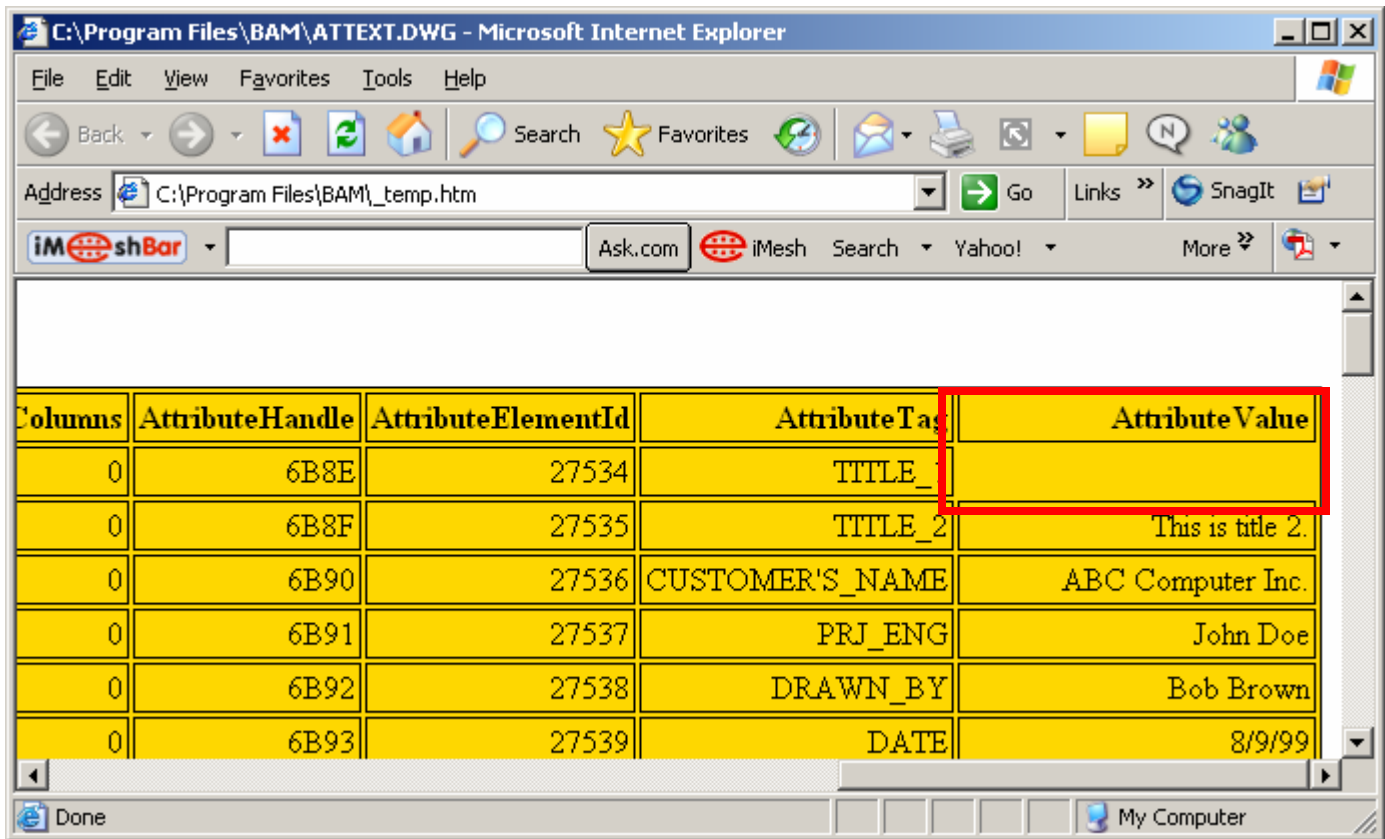 C:\Program Files\BAM\ATTEXT.DWG - Microsoft Internet Explorer
File Edit View Favorites Tools Help
Back Search Favorites N
Address C:\Program Files\BAM\_temp.htm Go Links » SnagIt
iMeshBar Ask.com iMesh Search Yahoo! More »
Columns AttributeHandle AttributeElementId AttributeTag AttributeValue
0 6B8E 27534 TITLE_1
0 6B8F 27535 TITLE_2 This is title 2.
0 6B90 27536 CUSTOMER'S_NAME ABC Computer Inc.
0 6B91 27537 PRJ_ENG John Doe
0 6B92 27538 DRAWN_BY Bob Brown
0 6B93 27539 DATE 8/9/99
Done My Computer